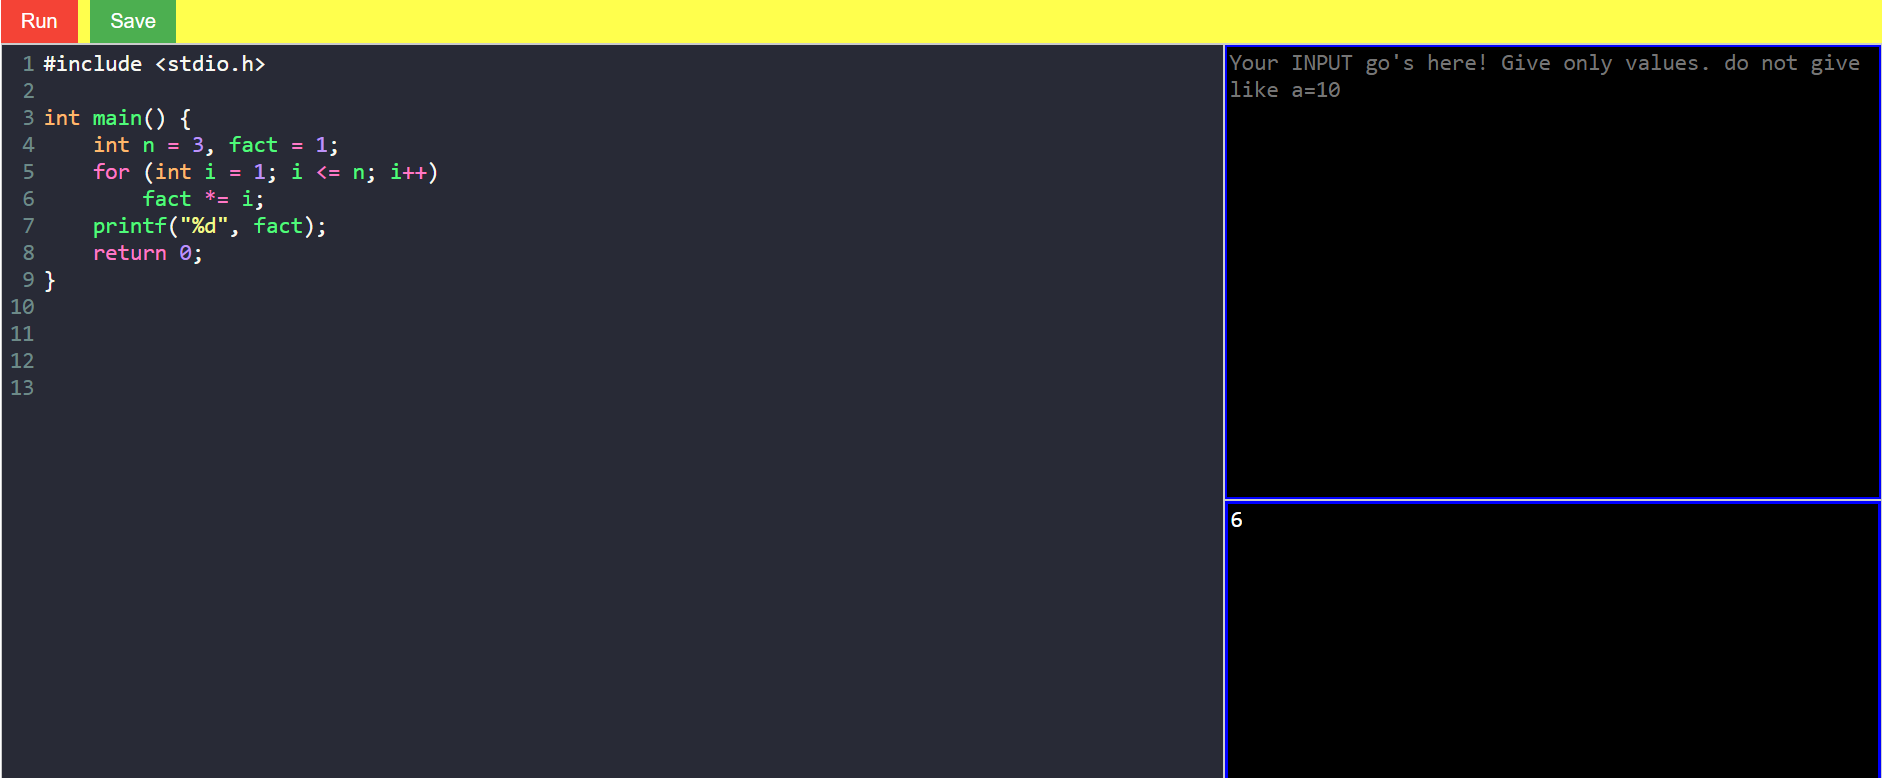 Run Save
1 #include <stdio.h>
2
3 int main() {
4     int n = 3, fact = 1;
5     for (int i = 1; i <= n; i++)
6         fact *= i;
7     printf("%d", fact);
8     return 0;
9 }
10
11
12
13
Your INPUT go's here! Give only values. do not give
like a=10
6